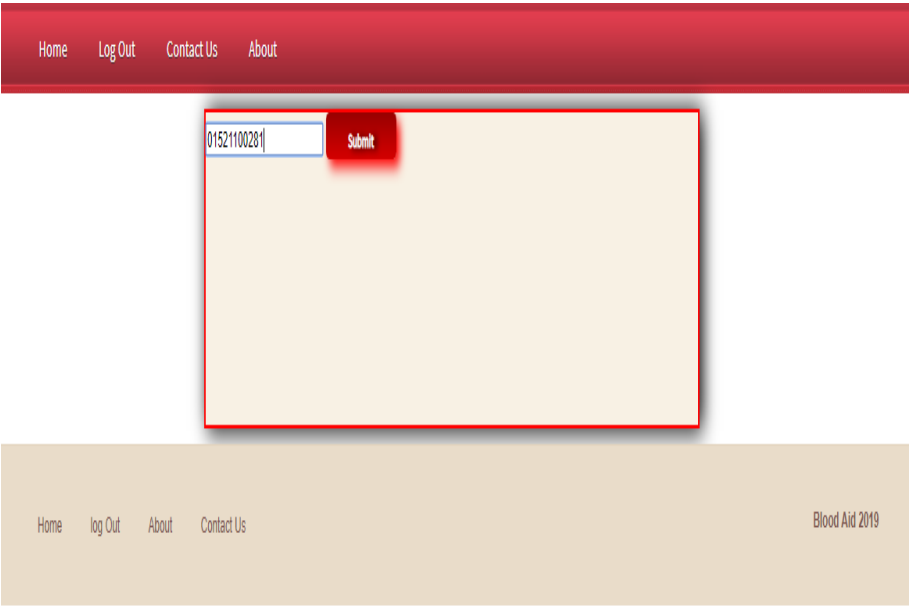 Home Log Out Contact Us About
01521100281 Submit
Home log Out About Contact Us Blood Aid 2019